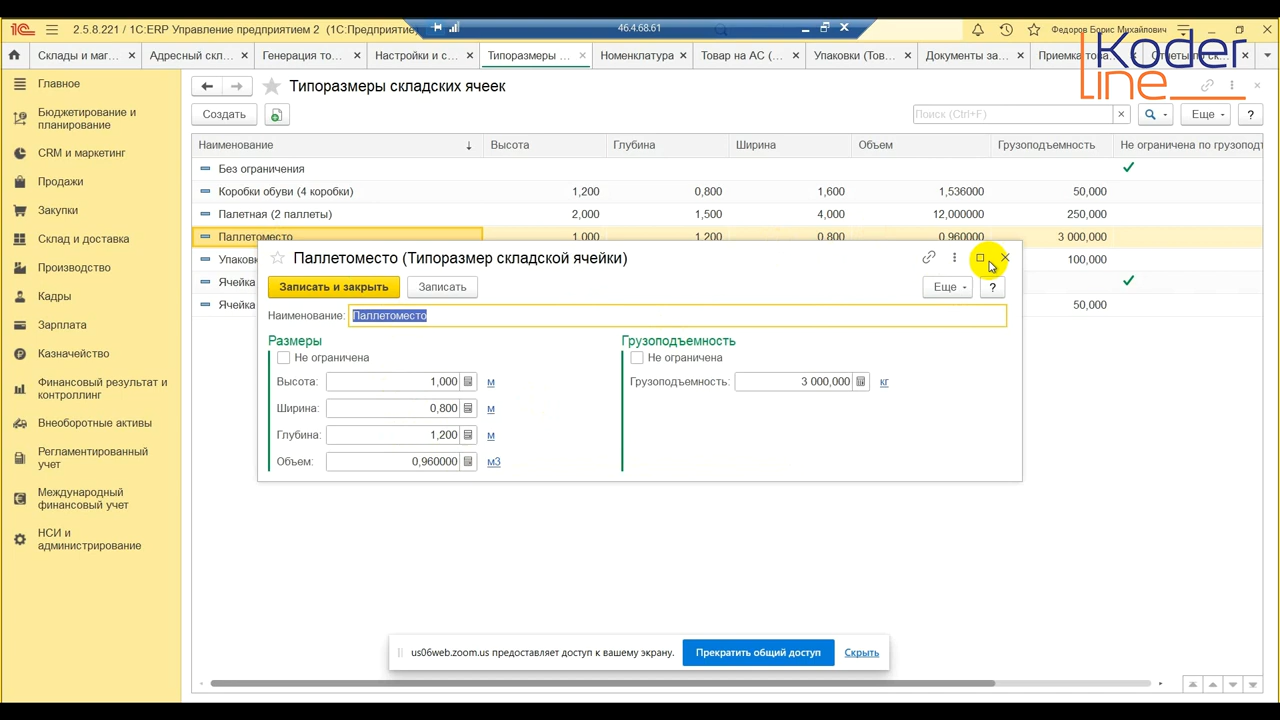 2.5.8.221 / 1С:ERP Управление предприятием 2 (1С:Предприятие)
46.4.68.61
Федоров Борис Михайлович
Koder line
Склады и маг...
Адресный скл...
Генерация то...
Настройки и с...
Типоразмеры ...
Номенклатура
Товар на АС (...
Упаковки (Тов...
Документы за...
Приемка това...
Отчеты по ск...
Главное
Бюджетирование и
планирование
CRM и маркетинг
Продажи
Закупки
Склад и доставка
Производство
Кадры
Зарплата
Казначейство
Финансовый результат и
контроллинг
Внеоборотные активы
Регламентированный
учет
Международный
финансовый учет
НСИ и
администрирование
Типоразмеры складских ячеек
Создать
Поиск (Ctrl+F)
Еще
?
Наименование Высота Глубина Ширина Объем Грузоподъемность Не ограничена по грузопод
Без ограничения
Коробки обуви (4 коробки) 1,200 0,800 1,600 1,536000 50,000
Палетная (2 паллеты) 2,000 1,500 4,000 12,000000 250,000
Паллетоместо 1,000 1,200 0,800 0,960000 3 000,000
Упаковк 100,000
Ячейка
Ячейка 50,000
Паллетоместо (Типоразмер складской ячейки)
Записать и закрыть
Записать
Еще
?
Наименование: Паллетоместо
Размеры
Не ограничена
Высота: 1,000 м
Ширина: 0,800 м
Глубина: 1,200 м
Объем: 0,960000 м3
Грузоподъемность
Не ограничена
Грузоподъемность: 3 000,000 кг
us06web.zoom.us предоставляет доступ к вашему экрану.
Прекратить общий доступ
Скрыть